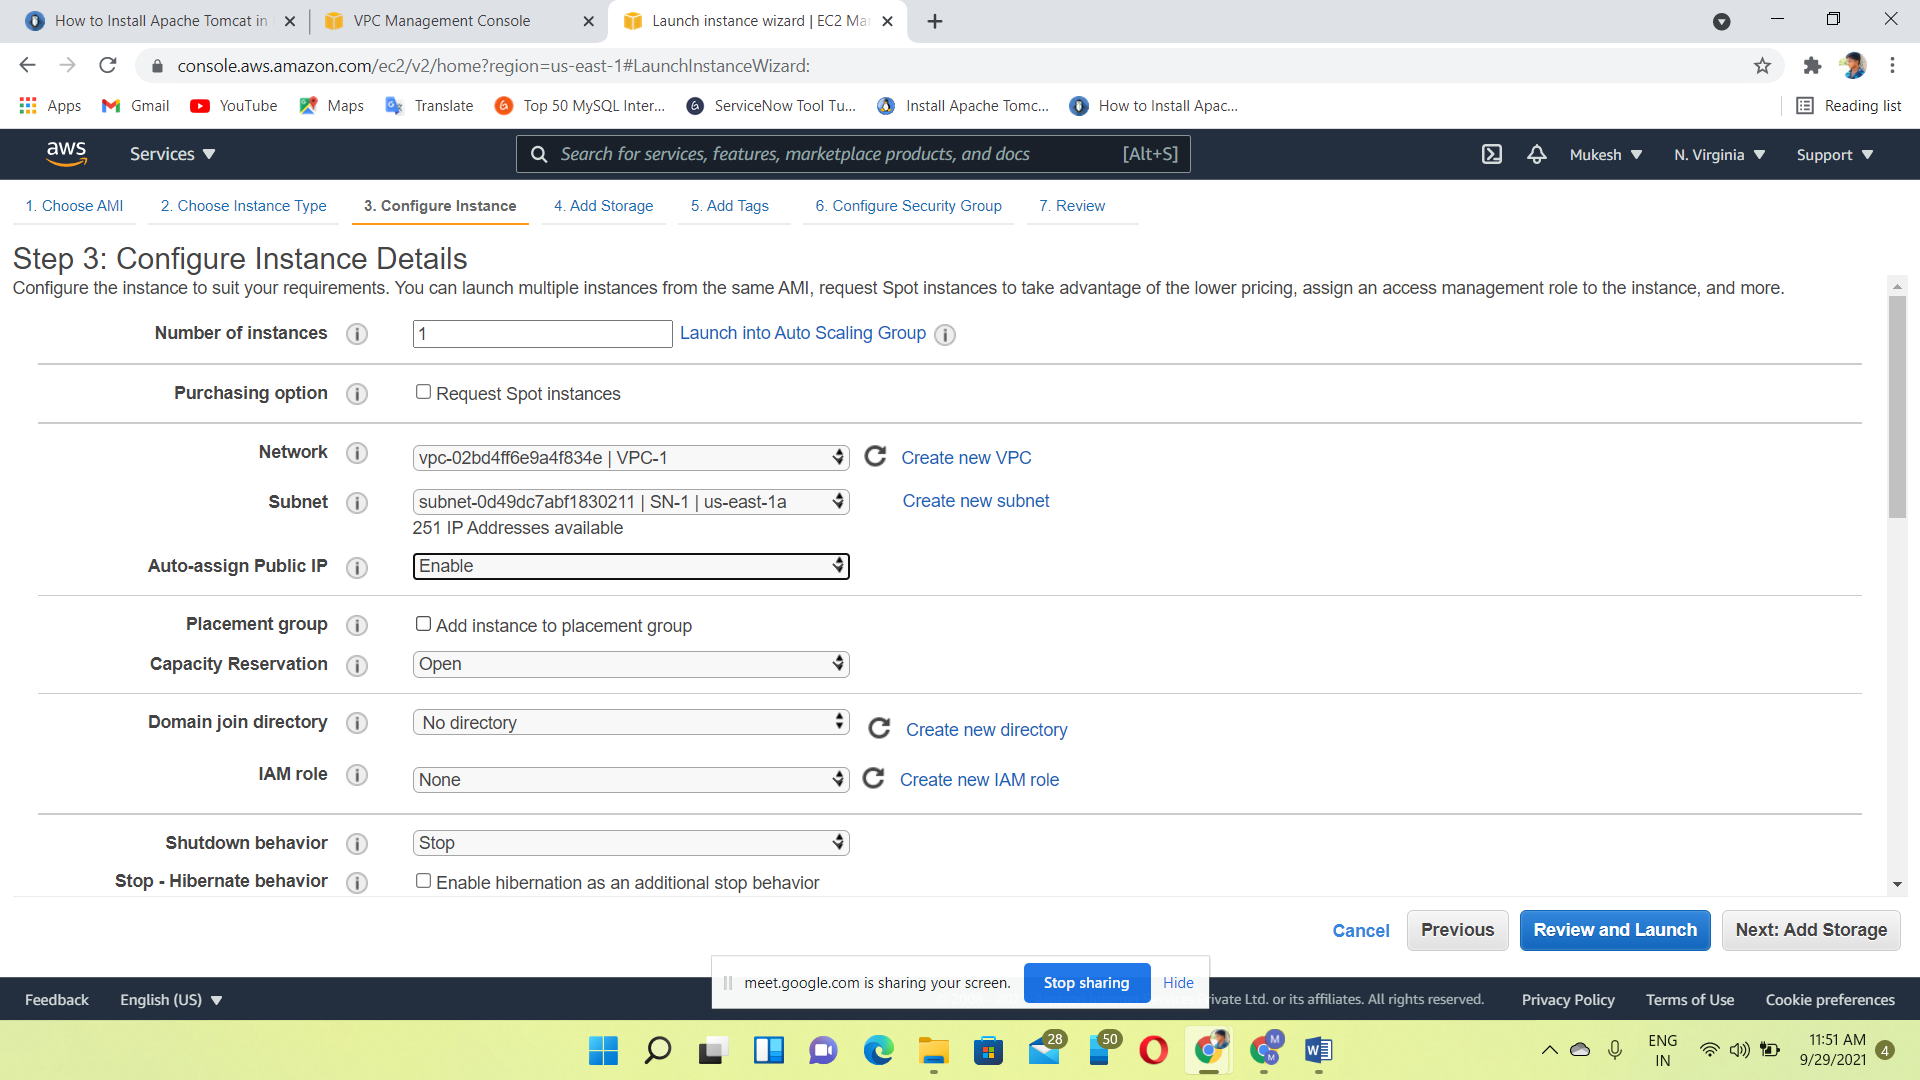 How to Install Apache Tomcat in
VPC Management Console
Launch instance wizard | EC2 Ma
console.aws.amazon.com/ec2/v2/home?region=us-east-1#LaunchInstanceWizard:
Apps
Gmail
YouTube
Maps
Translate
Top 50 MySQL Inter...
ServiceNow Tool Tu...
Install Apache Tomc...
How to Install Apac...
Reading list
aws
Services
Search for services, features, marketplace products, and docs
[Alt+S]
Mukesh
N. Virginia
Support
1. Choose AMI
2. Choose Instance Type
3. Configure Instance
4. Add Storage
5. Add Tags
6. Configure Security Group
7. Review
Step 3: Configure Instance Details
Configure the instance to suit your requirements. You can launch multiple instances from the same AMI, request Spot instances to take advantage of the lower pricing, assign an access management role to the instance, and more.
Number of instances
1
Launch into Auto Scaling Group
Purchasing option
Request Spot instances
Network
vpc-02bd4ff6e9a4f834e | VPC-1
Create new VPC
Subnet
subnet-0d49dc7abf1830211 | SN-1 | us-east-1a
Create new subnet
251 IP Addresses available
Auto-assign Public IP
Enable
Placement group
Add instance to placement group
Capacity Reservation
Open
Domain join directory
No directory
Create new directory
IAM role
None
Create new IAM role
Shutdown behavior
Stop
Stop - Hibernate behavior
Enable hibernation as an additional stop behavior
Cancel
Previous
Review and Launch
Next: Add Storage
meet.google.com is sharing your screen.
Stop sharing
Hide
Feedback
English (US)
rivate Ltd. or its affiliates. All rights reserved.
Privacy Policy
Terms of Use
Cookie preferences
28
50
M
M
ENG
IN
11:51 AM
9/29/2021
4